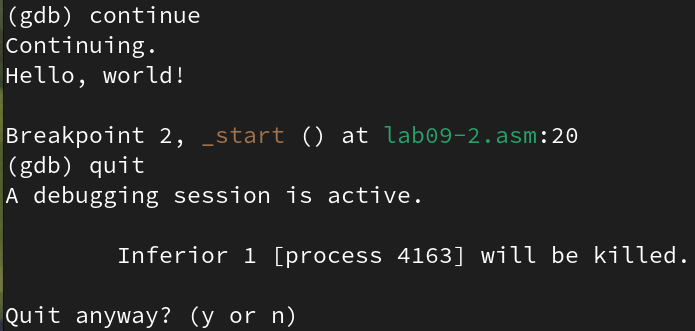 (gdb) continue
Continuing.
Hello, world!
Breakpoint 2, _start () at lab09-2.asm:20
(gdb) quit
A debugging session is active.
Inferior 1 [process 4163] will be killed.
Quit anyway? (y or n)